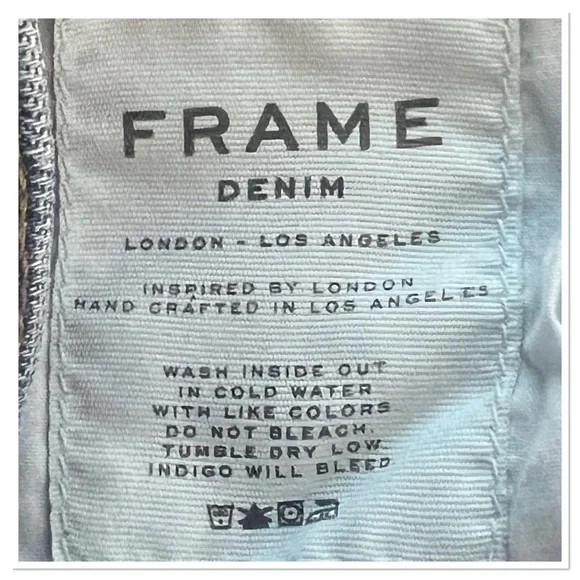 FRAME
DENIM
LONDON - LOS ANGELES
INSPIRED BY LONDON
HAND CRAFTED IN LOS ANGELES
WASH INSIDE OUT
IN COLD WATER
WITH LIKE COLORS
DO NOT BLEACH.
TUMBLE DRY LOW.
INDIGO WILL BLEED.